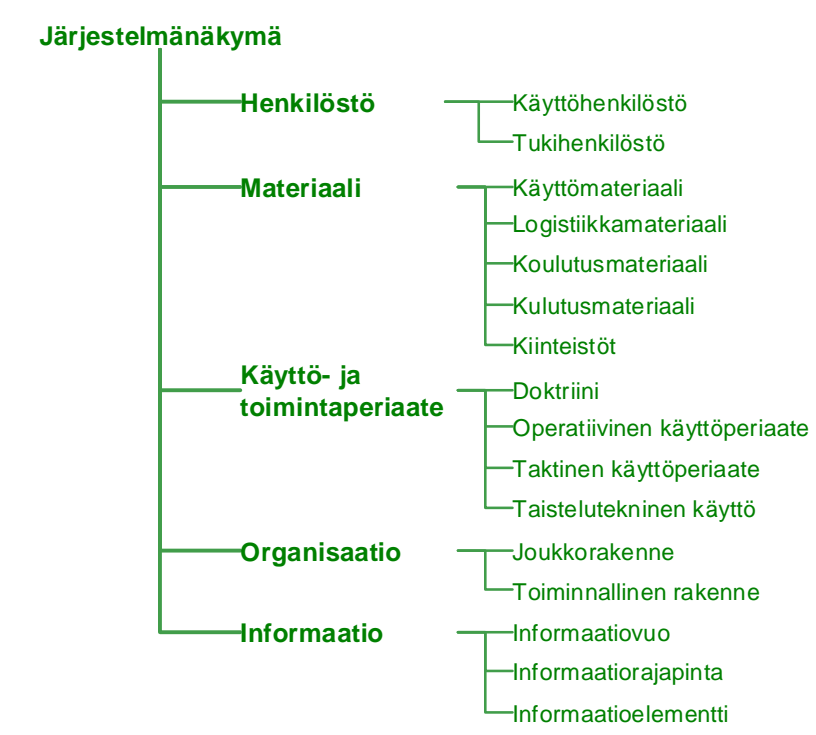 Järjestelmänäkymä
Henkilöstö
Käyttöhenkilöstö
Tukihenkilöstö
Materiaali
Käyttömateriaali
Logistiikkamateriaali
Koulutusmateriaali
Kulutusmateriaali
Kiinteistöt
Käyttö- ja
toimintaperiaate
Doktriini
Operatiivinen käyttöperiaate
Taktinen käyttöperiaate
Taistelutekninen käyttö
Organisaatio
Joukkorakenne
Toiminnallinen rakenne
Informaatio
Informaatiovuo
Informaatiorajapinta
Informaatioelementti